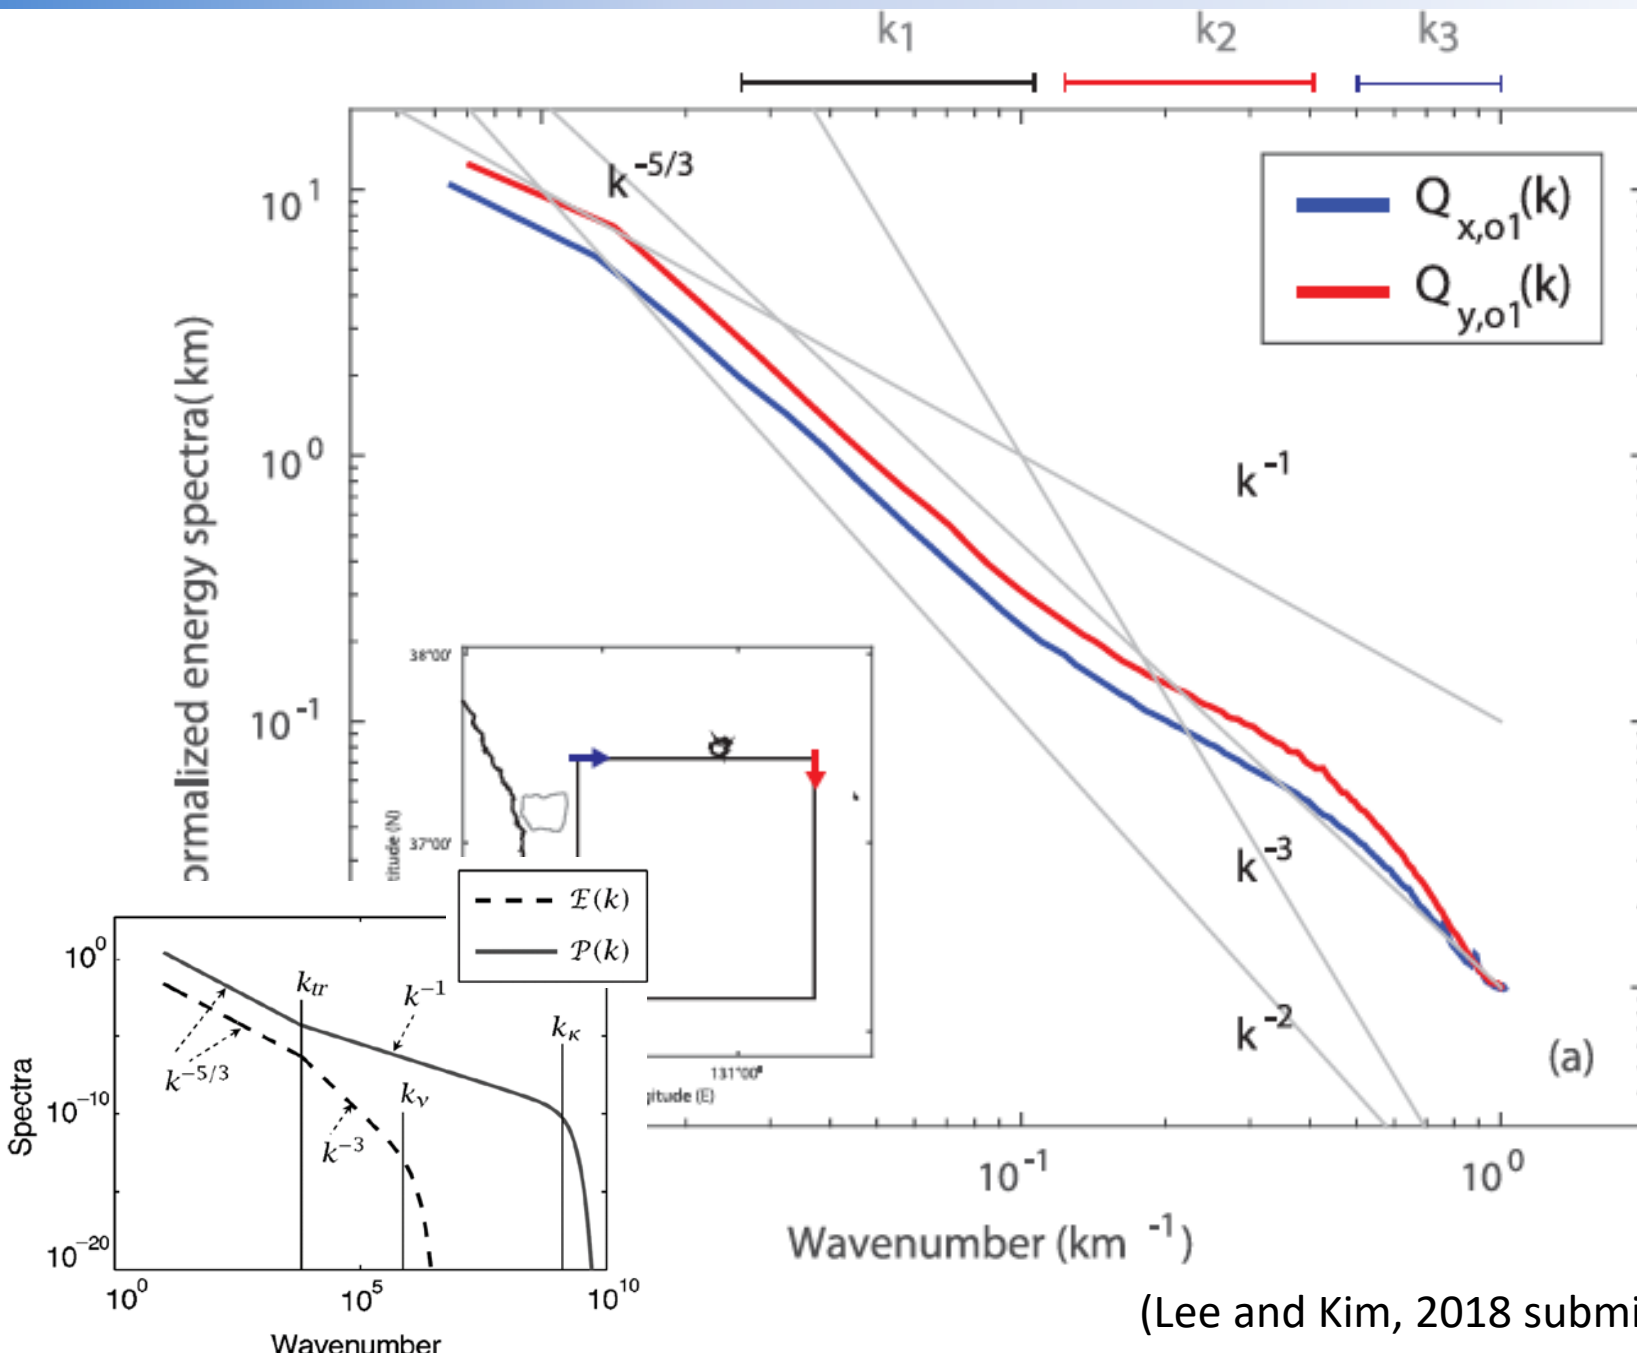 k1 k2 k3
k -5/3
Q x,o1 (k)
Q y,o1 (k)
10 1
10 0
10 -1
ormalized energy spectra( km)
k -1
k -3
k -2
(a)
10 -1
10 0
Wavenumber (km -1)
38°00'
37°00'
titude (N)
131°00'
gitude (E)
ℰ(k)
𝒫(k)
10 0
10 −10
10 −20
Spectra
k tr
k −1
k κ
k −5/3
k ν
k −3
10 0
10 5
10 10
Wavenumber
(Lee and Kim, 2018 submi